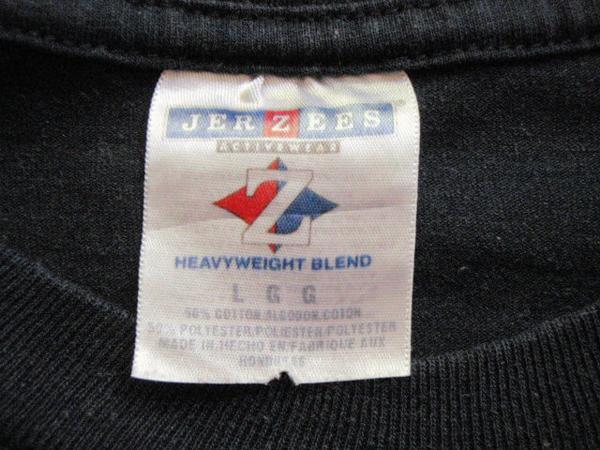 JERZEES
ACTIVEWEAR
Z
HEAVYWEIGHT BLEND
L G G
50% COTTON/ALGODON/COTON
50% POLYESTER/POLIESTER/POLYESTER
MADE IN/HECHO EN/FABRIQUE AUX
HONDURAS